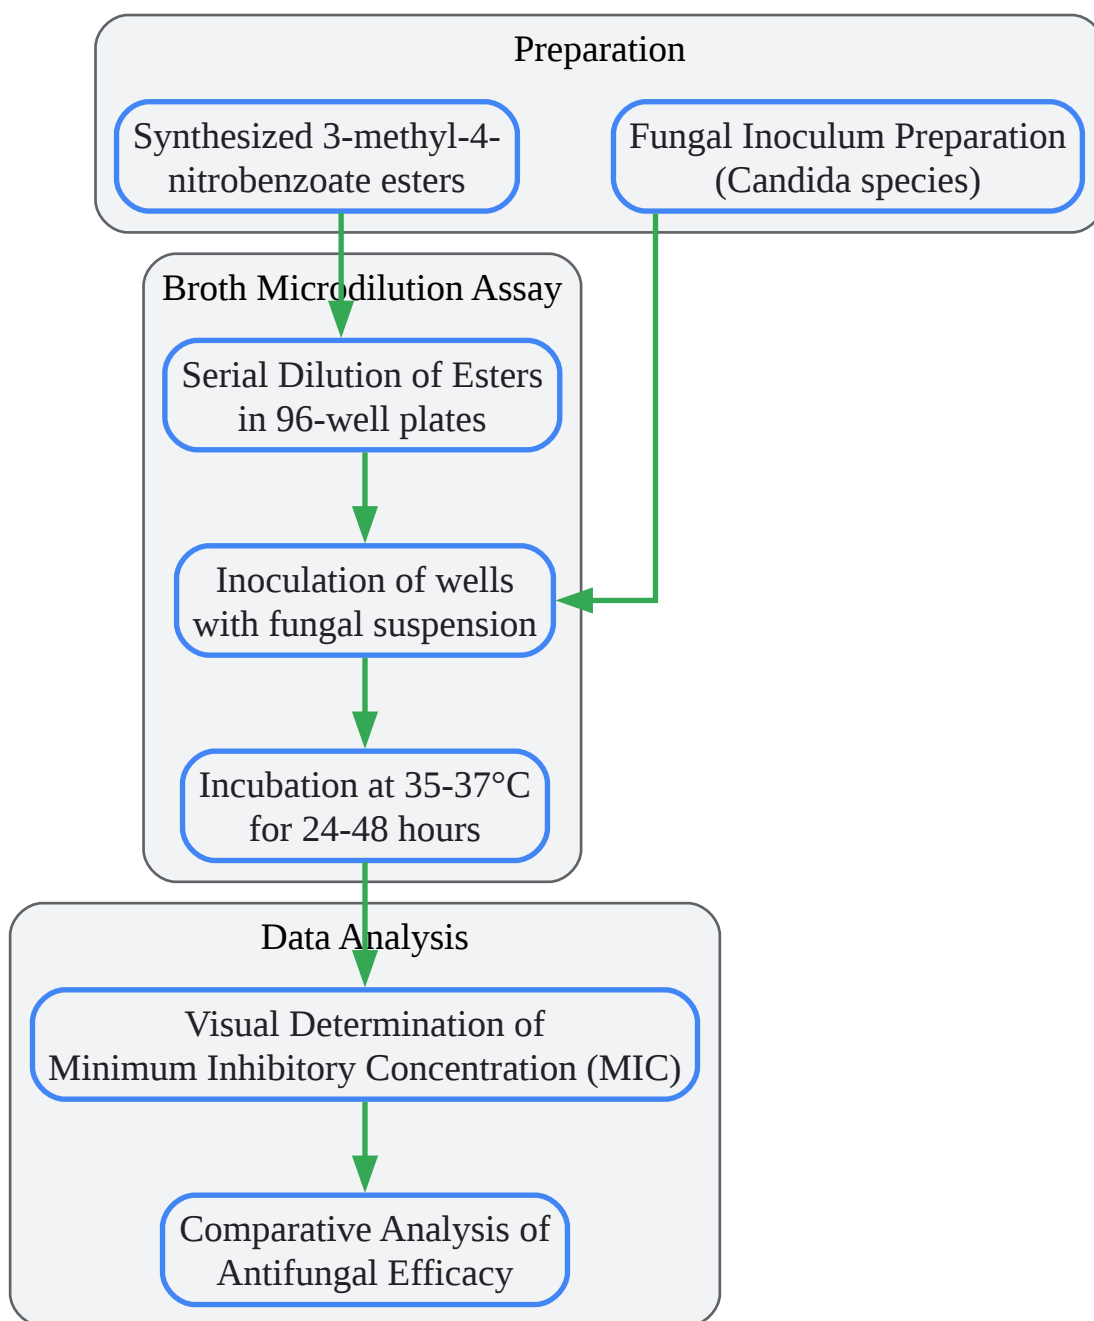 Preparation
Synthesized 3-methyl-4-
nitrobenzoate esters
Fungal Inoculum Preparation
(Candida species)
Broth Microdilution Assay
Serial Dilution of Esters
in 96-well plates
Inoculation of wells
with fungal suspension
Incubation at 35-37°C
for 24-48 hours
Data Analysis
Visual Determination of
Minimum Inhibitory Concentration (MIC)
Comparative Analysis of
Antifungal Efficacy